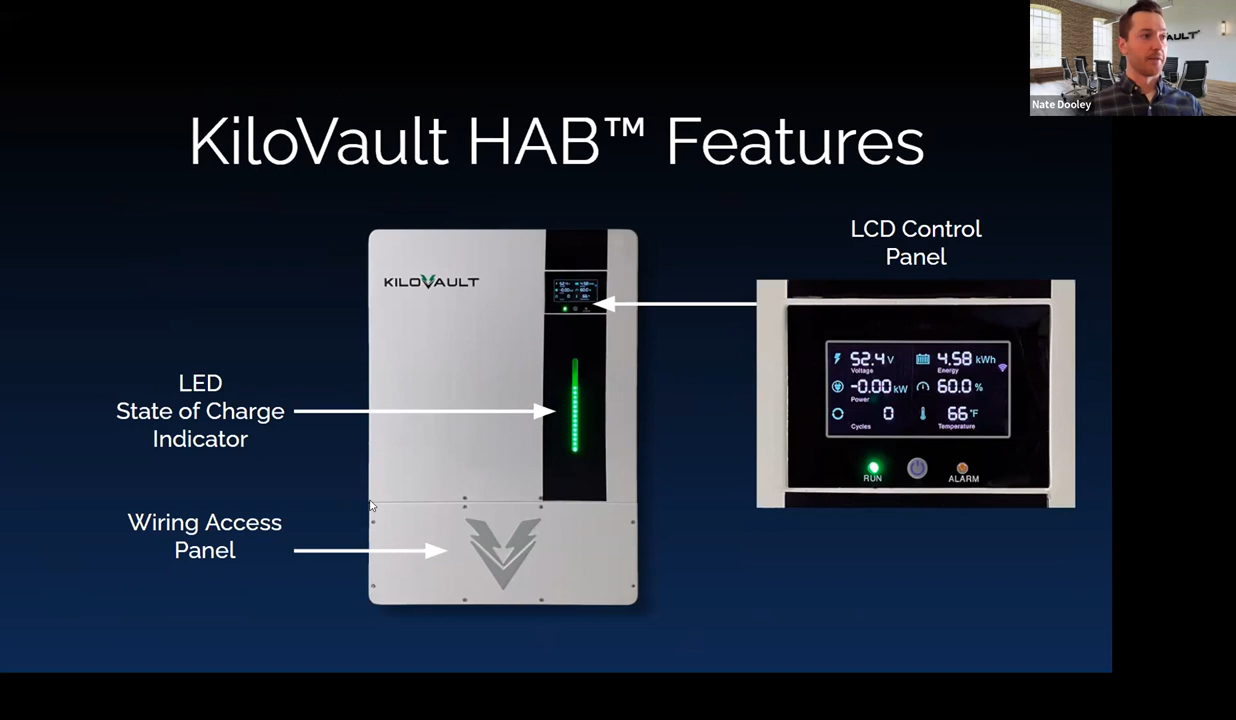 AULT
Nate Dooley
KiloVault HAB™ Features
LCD Control
Panel
KILOVAULT
52.4 V
4.58 kWh
Voltage
Energy
-0.00 kW
60.0 %
Power
0
66 °F
Cycles
Temperature
RUN
ALARM
LED
State of Charge
Indicator
Wiring Access
Panel